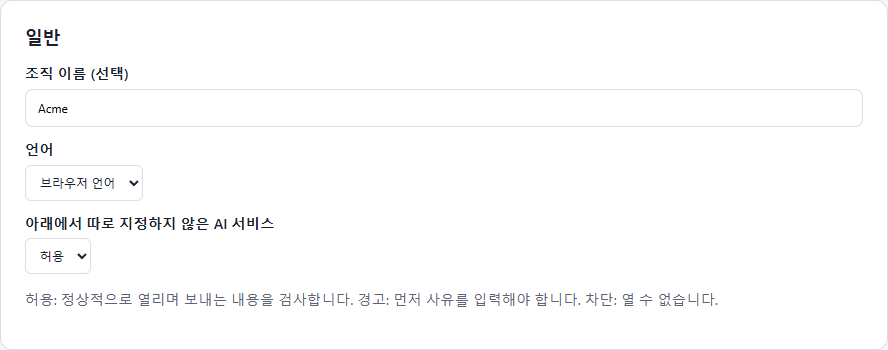 일반
조직 이름 (선택)
Acme
언어
브라우저 언어
아래에서 따로 지정하지 않은 AI 서비스
허용
허용: 정상적으로 열리며 보내는 내용을 검사합니다. 경고: 먼저 사유를 입력해야 합니다. 차단: 열 수 없습니다.